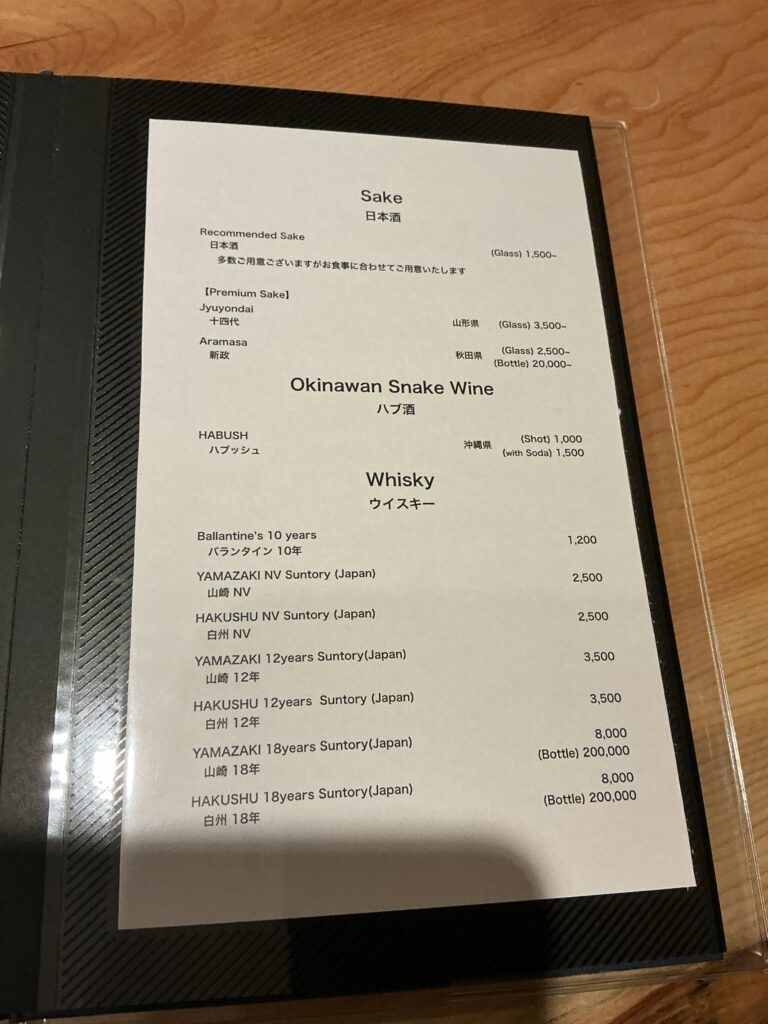 Sake
日本酒
Recommended Sake
日本酒
(Glass) 1,500~
多数ご用意ございますがお食事に合わせてご用意いたします
【Premium Sake】
Jyuyondai
十四代 山形県 (Glass) 3,500~
Aramasa
新政 秋田県 (Glass) 2,500~
(Bottle) 20,000~
Okinawan Snake Wine
ハブ酒
HABUSH
ハブッシュ 沖縄県 (Shot) 1,000
(with Soda) 1,500
Whisky
ウイスキー
Ballantine's 10 years
バランタイン 10年 1,200
YAMAZAKI NV Suntory (Japan)
山崎 NV 2,500
HAKUSHU NV Suntory (Japan)
白州 NV 2,500
YAMAZAKI 12years Suntory(Japan)
山崎 12年 3,500
HAKUSHU 12years Suntory (Japan)
白州 12年 3,500
YAMAZAKI 18years Suntory(Japan) 8,000
山崎 18年 (Bottle) 200,000
HAKUSHU 18years Suntory(Japan) 8,000
白州 18年 (Bottle) 200,000